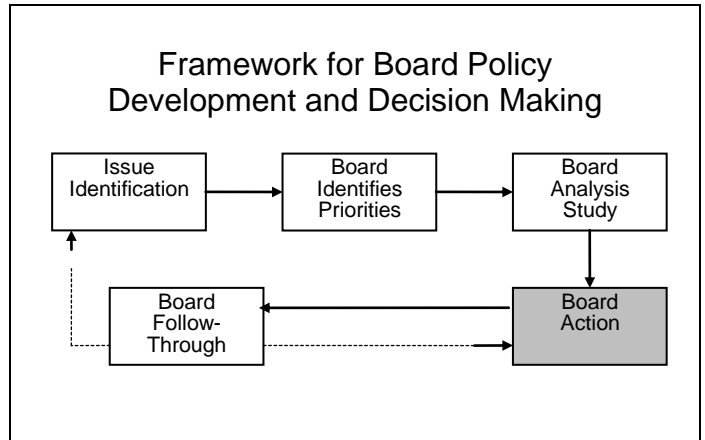 Framework for Board Policy
Development and Decision Making
Issue
Identification
Board
Identifies
Priorities
Board
Analysis
Study
Board
Follow-
Through
Board
Action